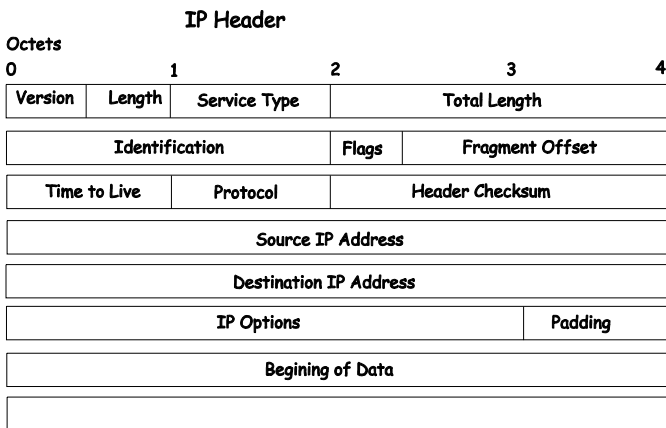 IP Header
Octets
0 1 2 3 4
Version Length Service Type Total Length
Identification Flags Fragment Offset
Time to Live Protocol Header Checksum
Source IP Address
Destination IP Address
IP Options Padding
Begining of Data